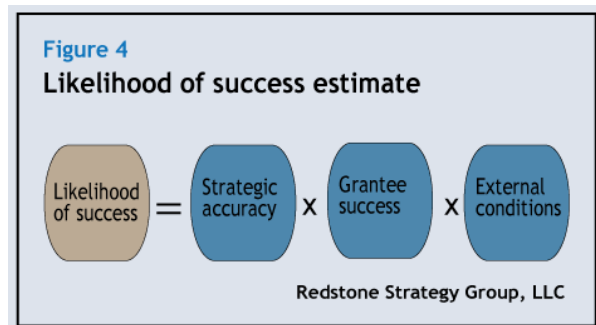 Figure 4
Likelihood of success estimate
Likelihood
of success
=
Strategic
accuracy
x
Grantee
success
x
External
conditions
Redstone Strategy Group, LLC